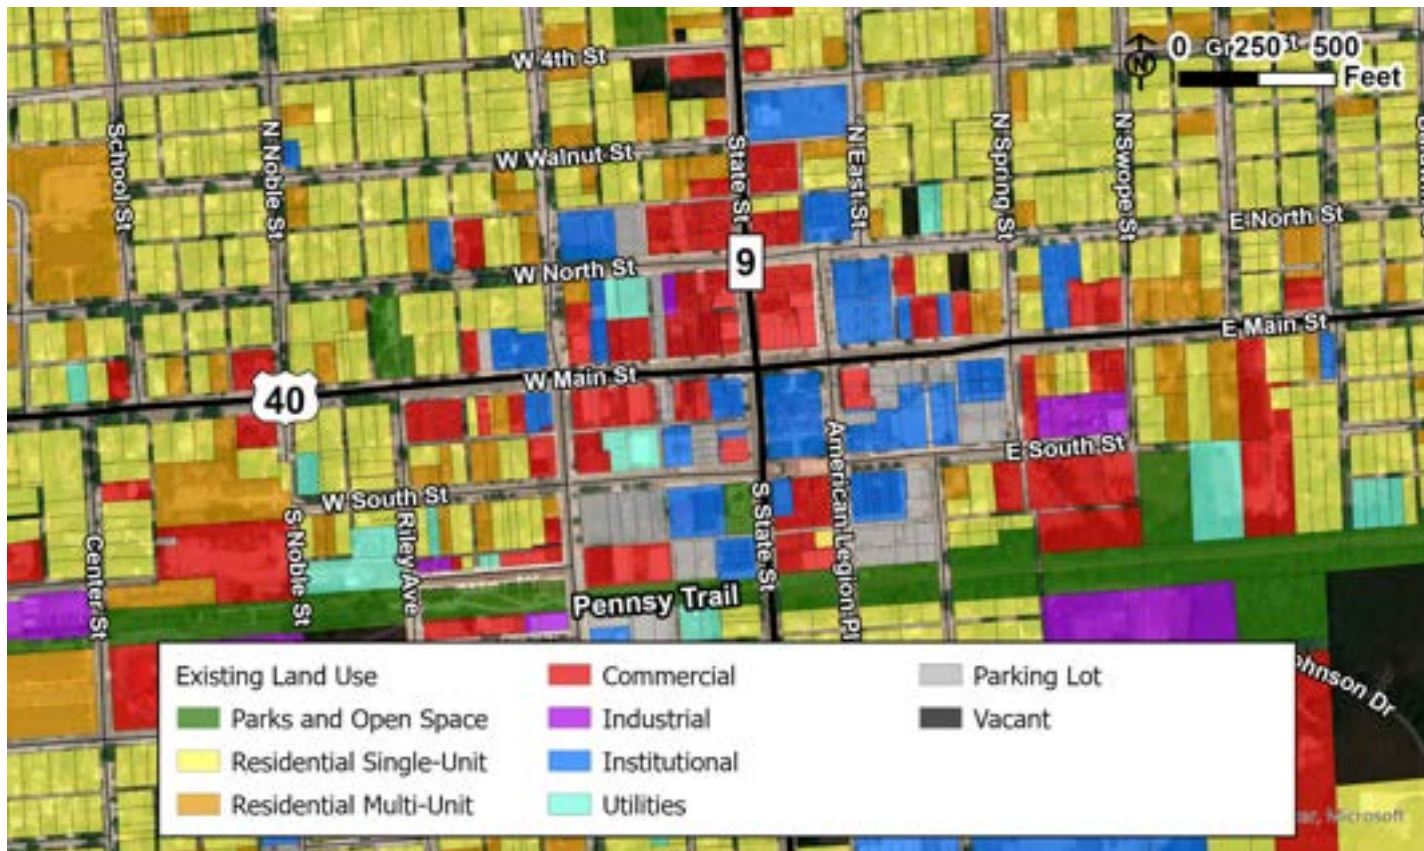 0 250 500
Feet
N
W 4th St
W Walnut St
School St
N Noble St
State St
N East St
N Spring St
N Swope St
E North St
W North St
9
E Main St
W Main St
40
E South St
W South St
American Legion Pl
S State St
Center St
S Noble St
Riley Ave
Pennsy Trail
Johnson Dr
Existing Land Use
Parks and Open Space
Residential Single-Unit
Residential Multi-Unit
Commercial
Industrial
Institutional
Utilities
Parking Lot
Vacant
Microsoft